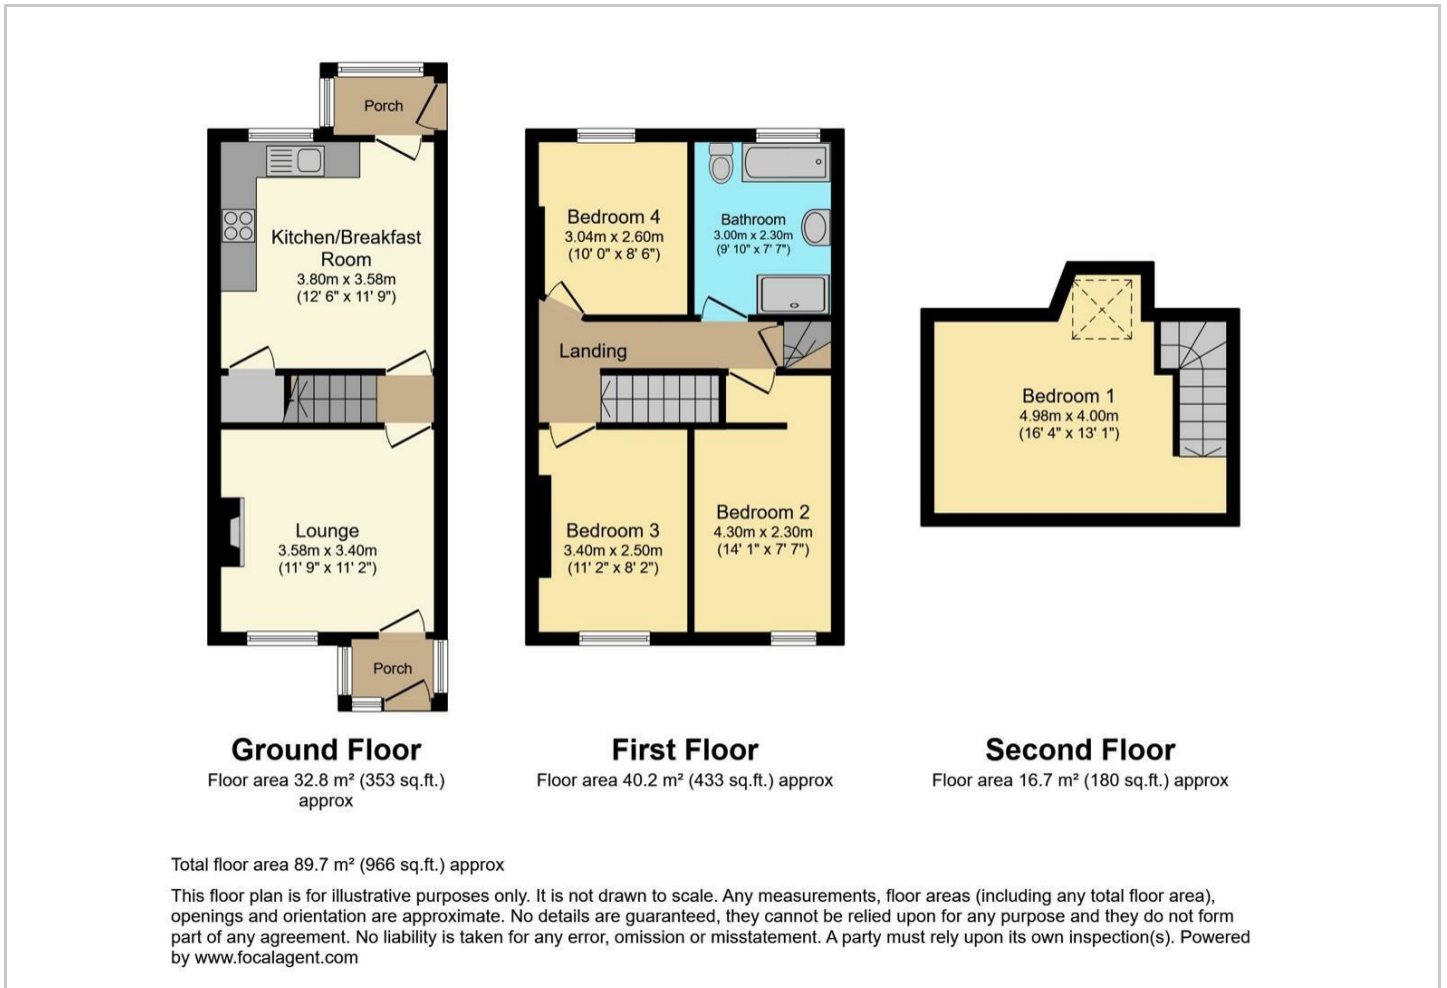 Porch
Kitchen/Breakfast
Room
3.80m x 3.58m
(12' 6" x 11' 9")
Lounge
3.58m x 3.40m
(11' 9" x 11' 2")
Porch
Ground Floor
Floor area 32.8 m² (353 sq.ft.)
approx
Bedroom 4
3.04m x 2.60m
(10' 0" x 8' 6")
Bathroom
3.00m x 2.30m
(9' 10" x 7' 7")
Landing
Bedroom 3
3.40m x 2.50m
(11' 2" x 8' 2")
Bedroom 2
4.30m x 2.30m
(14' 1" x 7' 7")
First Floor
Floor area 40.2 m² (433 sq.ft.) approx
Bedroom 1
4.98m x 4.00m
(16' 4" x 13' 1")
Second Floor
Floor area 16.7 m² (180 sq.ft.) approx
Total floor area 89.7 m² (966 sq.ft.) approx
This floor plan is for illustrative purposes only. It is not drawn to scale. Any measurements, floor areas (including any total floor area),
openings and orientation are approximate. No details are guaranteed, they cannot be relied upon for any purpose and they do not form
part of any agreement. No liability is taken for any error, omission or misstatement. A party must rely upon its own inspection(s). Powered
by www.focalagent.com